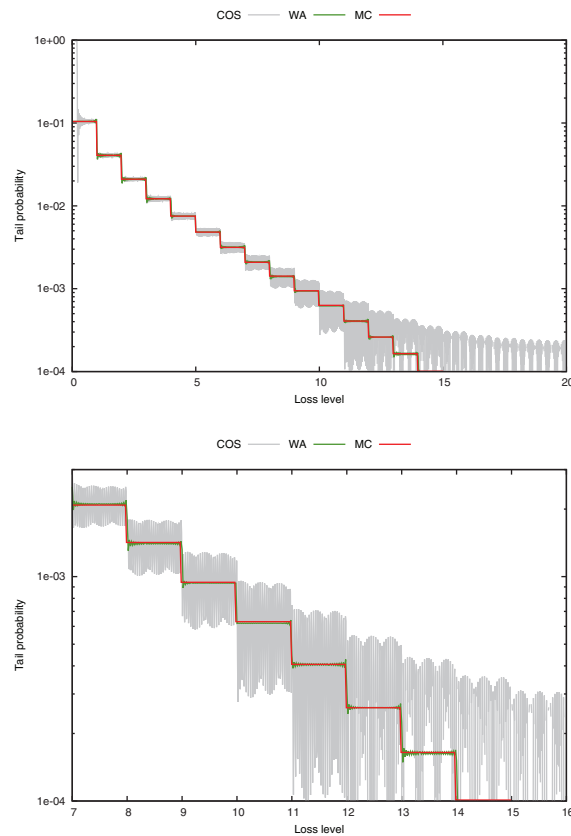 COS WA MC
1e+00
1e-01
1e-02
1e-03
1e-04
Tail probability
0 5 10 15 20
Loss level
COS WA MC
1e-03
1e-04
Tail probability
7 8 9 10 11 12 13 14 15 16
Loss level